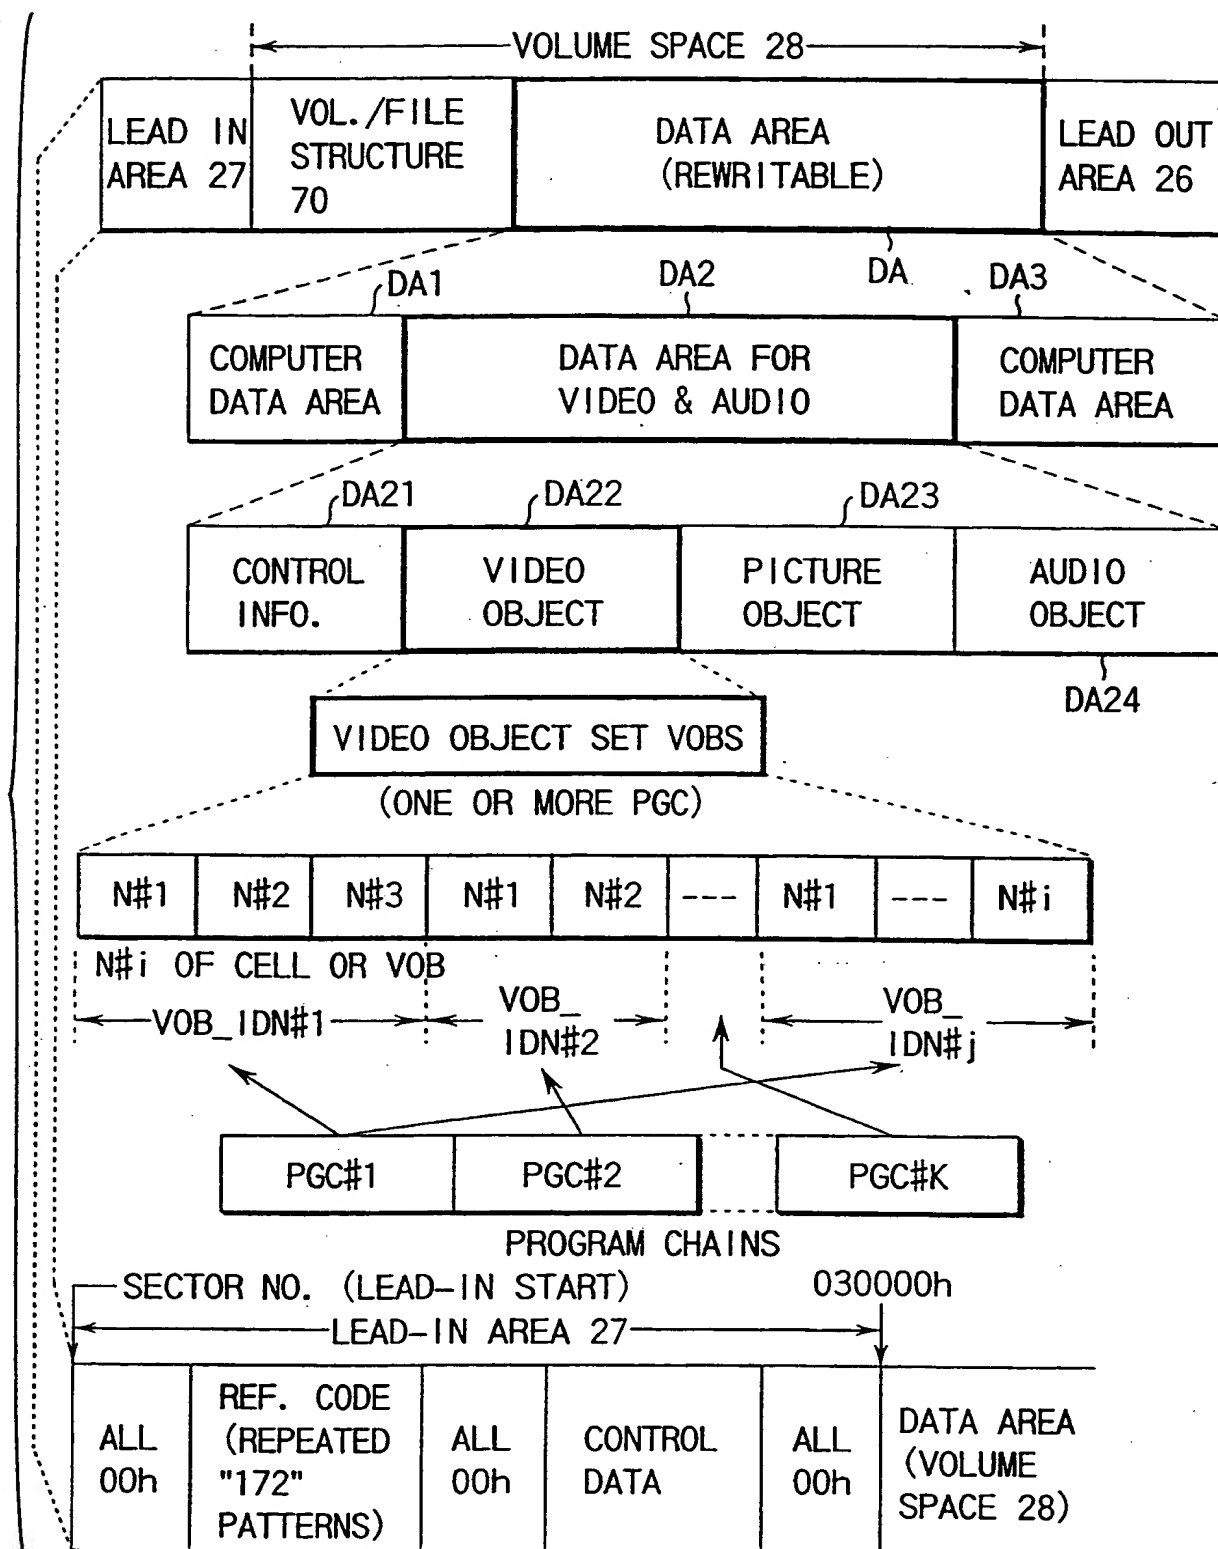 VOLUME SPACE 28
LEAD IN
AREA 27
VOL./FILE
STRUCTURE
70
DATA AREA
(REWRITABLE)
LEAD OUT
AREA 26
DA1
DA2
DA
DA3
COMPUTER
DATA AREA
DATA AREA FOR
VIDEO & AUDIO
COMPUTER
DATA AREA
DA21
DA22
DA23
CONTROL
INFO.
VIDEO
OBJECT
PICTURE
OBJECT
AUDIO
OBJECT
DA24
VIDEO OBJECT SET VOBS
(ONE OR MORE PGC)
N#1 N#2 N#3 N#1 N#2 --- N#1 --- N#i
N#i OF CELL OR VOB
VOB_IDN#1
VOB_
IDN#2
VOB_
IDN#j
PGC#1 PGC#2 PGC#K
PROGRAM CHAINS
SECTOR NO. (LEAD-IN START)
030000h
LEAD-IN AREA 27
ALL
00h
REF. CODE
(REPEATED
"172"
PATTERNS)
ALL
00h
CONTROL
DATA
ALL
00h
DATA AREA
(VOLUME
SPACE 28)